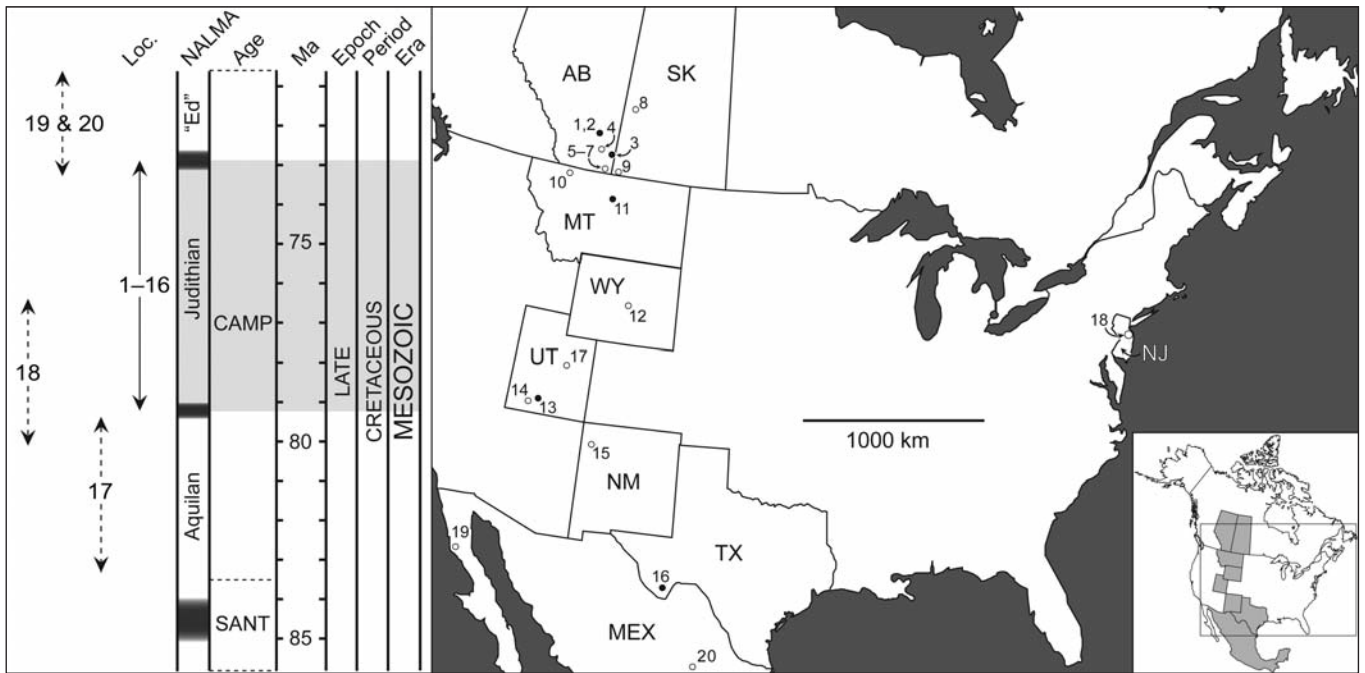 Loc.
NALMA
Age
Ma
Epoch
Period
Era
19 & 20
"Ed"
Judithian
75
1–16
CAMP
18
LATE
CRETACEOUS
MESOZOIC
80
17
Aquilan
SANT
85
AB
SK
8
1,2
4
3
5–7
9
10
11
MT
WY
12
UT
17
14
13
15
NM
18
NJ
1000 km
TX
19
16
MEX
20